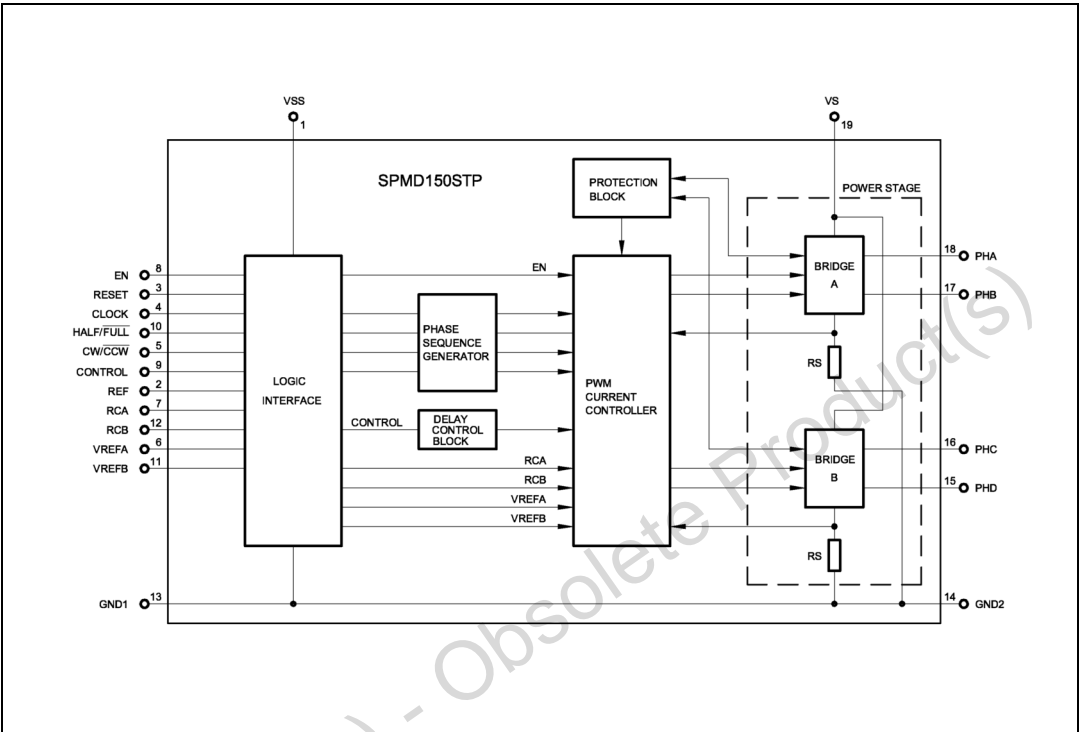 VSS
1
VS
19
SPMD150STP
PROTECTION
BLOCK
POWER STAGE
EN 8
RESET 3
CLOCK 4
HALF/FULL 10
CW/CCW 5
CONTROL 9
REF 2
RCA 7
RCB 12
VREFA 6
VREFB 11
LOGIC
INTERFACE
EN
PHASE
SEQUENCE
GENERATOR
CONTROL
DELAY
CONTROL
BLOCK
RCA
RCB
VREFA
VREFB
PWM
CURRENT
CONTROLLER
BRIDGE
A
RS
BRIDGE
B
RS
18 PHA
17 PHB
16 PHC
15 PHD
GND1 13
14 GND2
) - Obsolete Product(s)